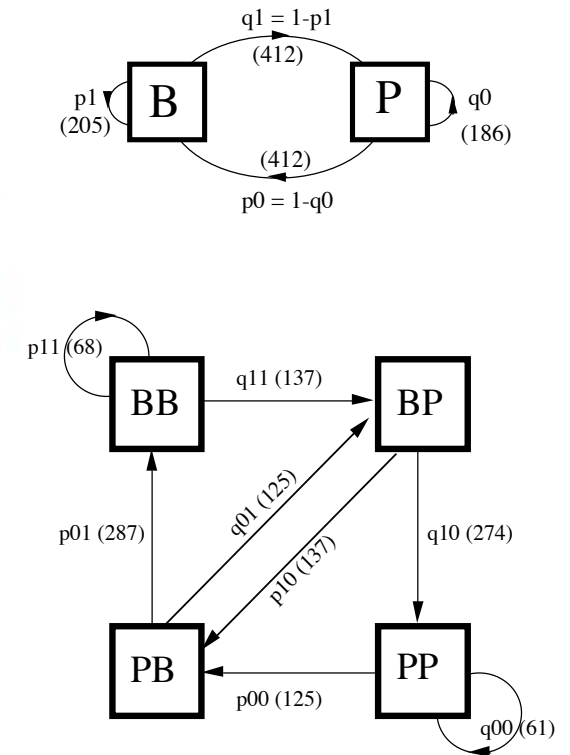 q1 = 1-p1
(412)
p1
(205)
B
P
q0
(186)
(412)
p0 = 1-q0
p11 (68)
BB
q11 (137)
BP
p01 (287)
q01 (125)
p10 (137)
q10 (274)
PB
p00 (125)
PP
q00 (61)